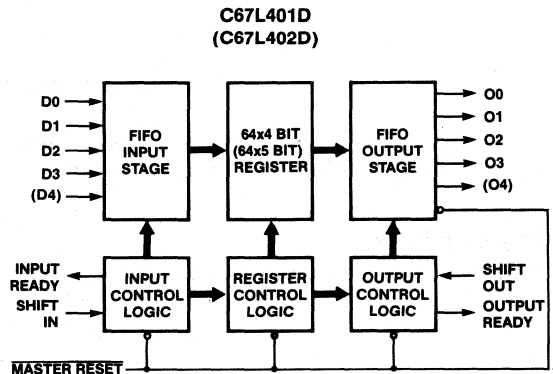 C67L401D
(C67L402D)
D0
D1
D2
D3
(D4)
FIFO
INPUT
STAGE
64x4 BIT
(64x5 BIT)
REGISTER
FIFO
OUTPUT
STAGE
O0
O1
O2
O3
(O4)
INPUT
READY
SHIFT
IN
INPUT
CONTROL
LOGIC
REGISTER
CONTROL
LOGIC
OUTPUT
CONTROL
LOGIC
SHIFT
OUT
OUTPUT
READY
MASTER RESET